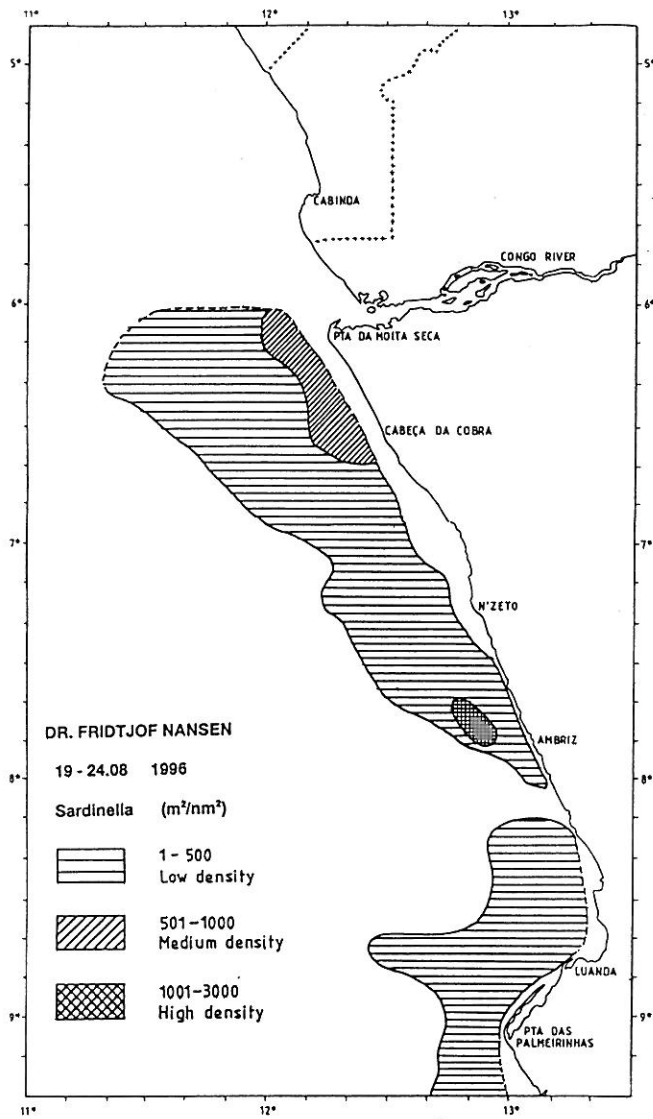 11° 12° 13°
5° 5°
CABINDA
CONGO RIVER
6° 6°
PTA DA MOITA SECA
CABEÇA DA COBRA
7° 7°
N'ZETO
DR. FRIDTJOF NANSEN
AMBRIZ
19 - 24.08 1996
8° 8°
Sardinella (m²/nm²)
1 - 500
Low density
501-1000
Medium density
LUANDA
1001-3000
High density
9° 9°
PTA DAS
PALMEIRINHAS
11° 12° 13°